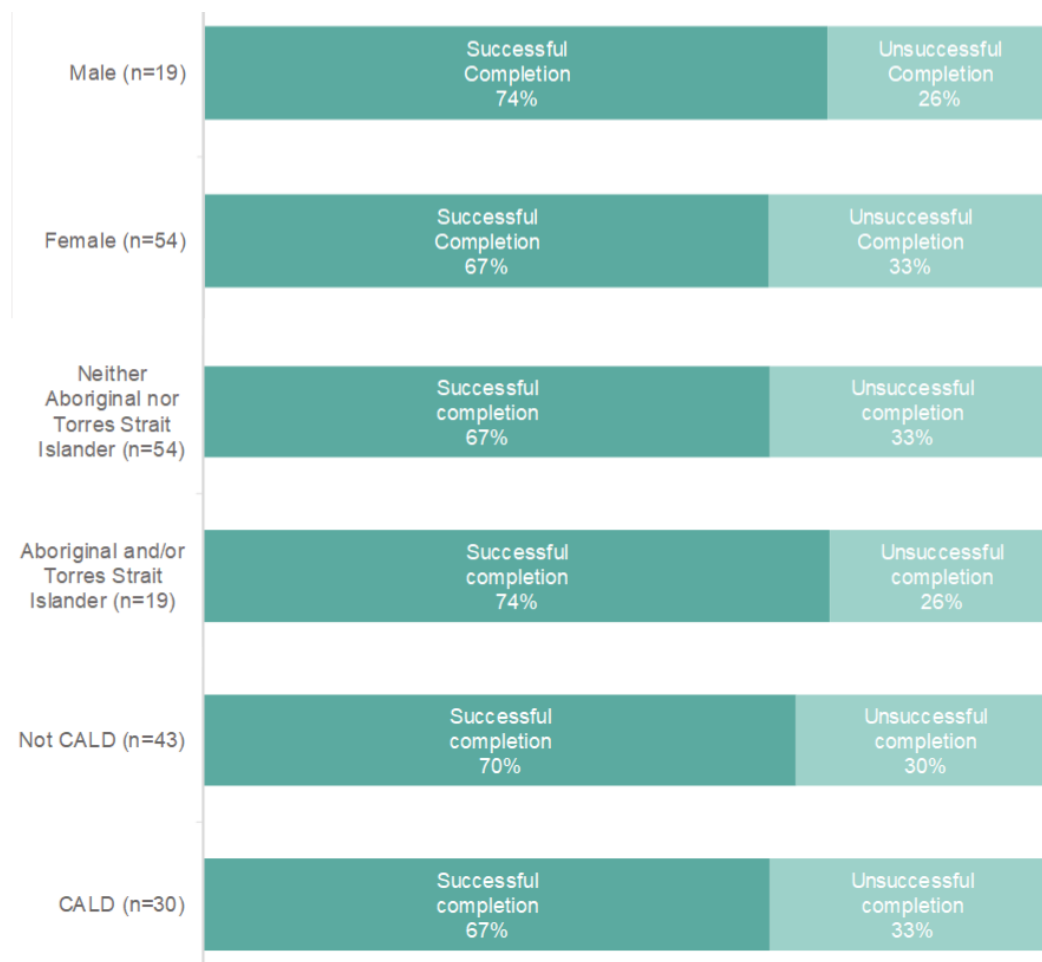 Male (n=19)
Successful
Completion
74%
Unsuccessful
Completion
26%
Female (n=54)
Successful
Completion
67%
Unsuccessful
Completion
33%
Neither
Aboriginal nor
Torres Strait
Islander (n=54)
Successful
completion
67%
Unsuccessful
completion
33%
Aboriginal and/or
Torres Strait
Islander (n=19)
Successful
completion
74%
Unsuccessful
completion
26%
Not CALD (n=43)
Successful
completion
70%
Unsuccessful
completion
30%
CALD (n=30)
Successful
completion
67%
Unsuccessful
completion
33%